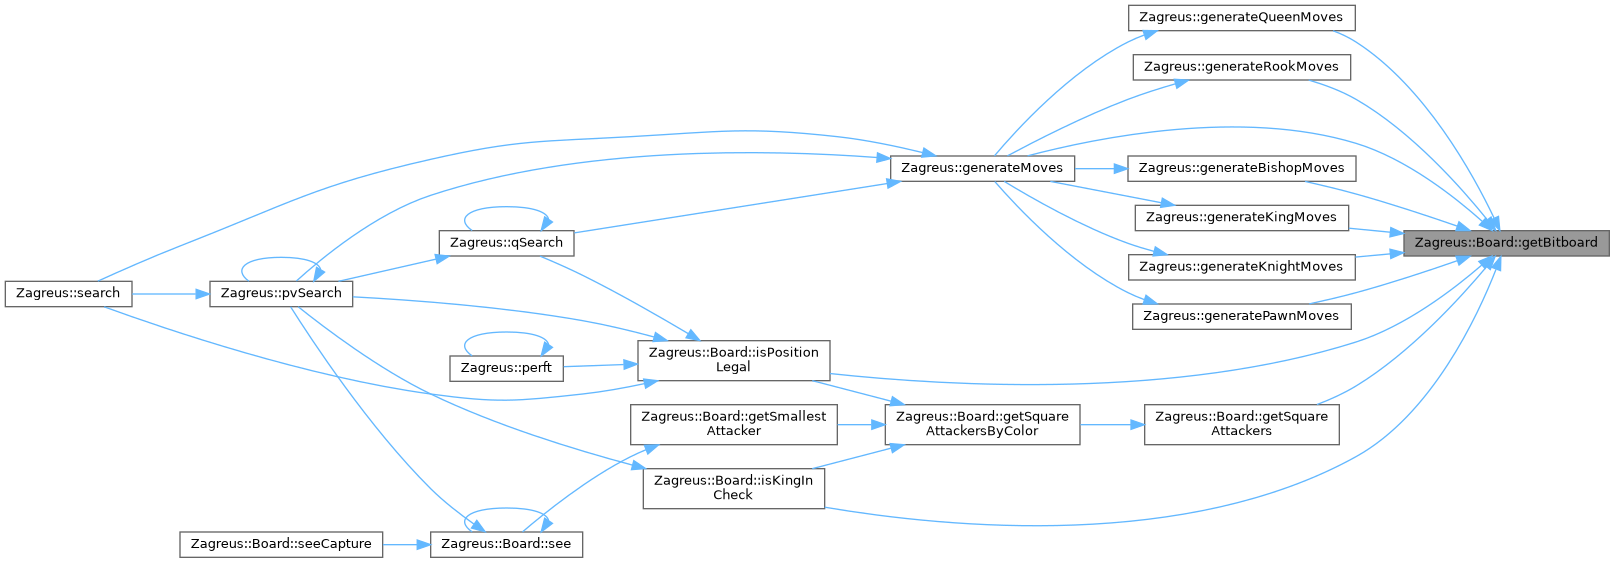 Zagreus::generateQueenMoves
Zagreus::generateRookMoves
Zagreus::generateMoves
Zagreus::generateBishopMoves
Zagreus::generateKingMoves
Zagreus::qSearch
Zagreus::Board::getBitboard
Zagreus::generateKnightMoves
Zagreus::search
Zagreus::pvSearch
Zagreus::generatePawnMoves
Zagreus::Board::isPosition
Legal
Zagreus::perft
Zagreus::Board::getSmallest
Attacker
Zagreus::Board::getSquare
AttackersByColor
Zagreus::Board::getSquare
Attackers
Zagreus::Board::isKingIn
Check
Zagreus::Board::seeCapture
Zagreus::Board::see